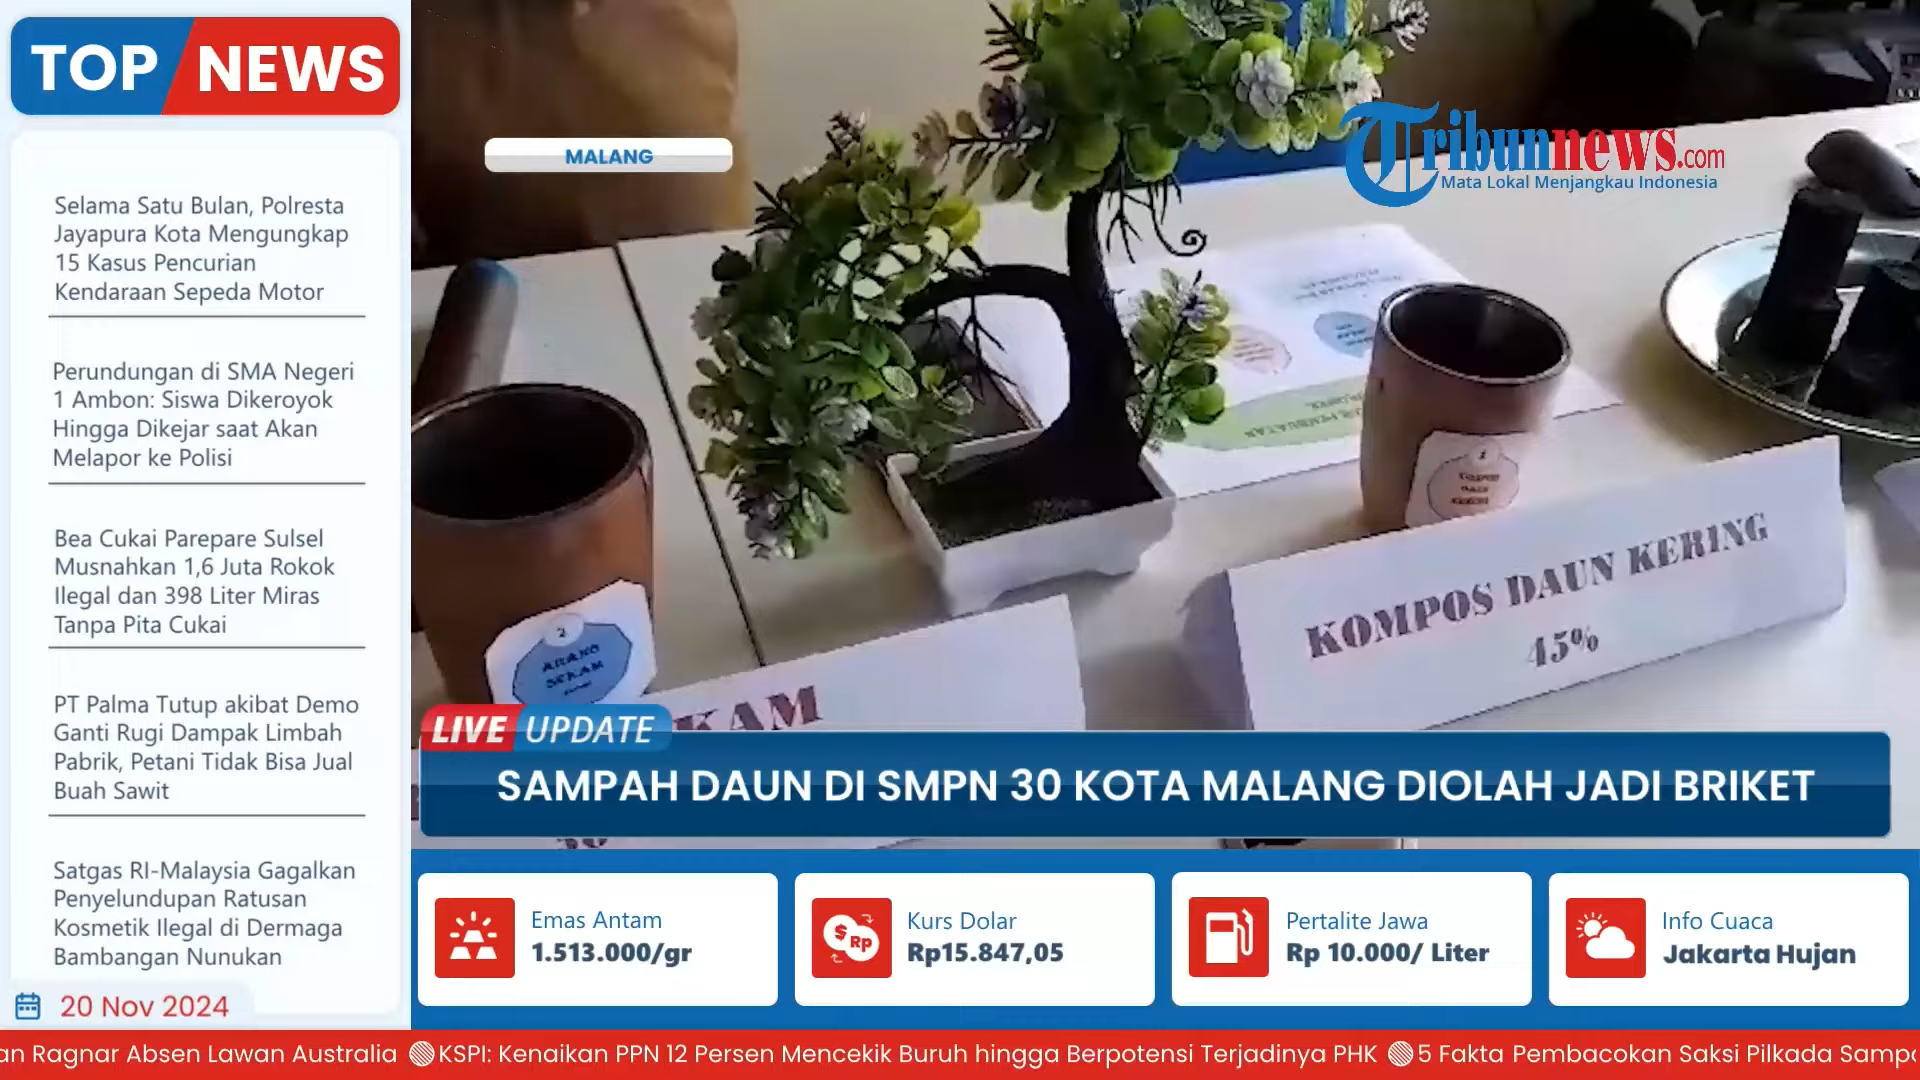 TOP NEWS
Selama Satu Bulan, Polresta
Jayapura Kota Mengungkap
15 Kasus Pencurian
Kendaraan Sepeda Motor
Perundungan di SMA Negeri
1 Ambon: Siswa Dikeroyok
Hingga Dikejar saat Akan
Melapor ke Polisi
Bea Cukai Parepare Sulsel
Musnahkan 1,6 Juta Rokok
Ilegal dan 398 Liter Miras
Tanpa Pita Cukai
PT Palma Tutup akibat Demo
Ganti Rugi Dampak Limbah
Pabrik, Petani Tidak Bisa Jual
Buah Sawit
Satgas RI-Malaysia Gagalkan
Penyelundupan Ratusan
Kosmetik Ilegal di Dermaga
Bambangan Nunukan
20 Nov 2024
MALANG
Tribunnews.com
Mata Lokal Menjangkau Indonesia
2
ARANG
SEKAM
KOMPOS DAUN KERING
45%
KAM
LIVE UPDATE
SAMPAH DAUN DI SMPN 30 KOTA MALANG DIOLAH JADI BRIKET
Emas Antam
1.513.000/gr
Kurs Dolar
Rp15.847,05
Pertalite Jawa
Rp 10.000/ Liter
Info Cuaca
Jakarta Hujan
an Ragnar Absen Lawan Australia KSPI: Kenaikan PPN 12 Persen Mencekik Buruh hingga Berpotensi Terjadinya PHK 5 Fakta Pembacokan Saksi Pilkada Samp